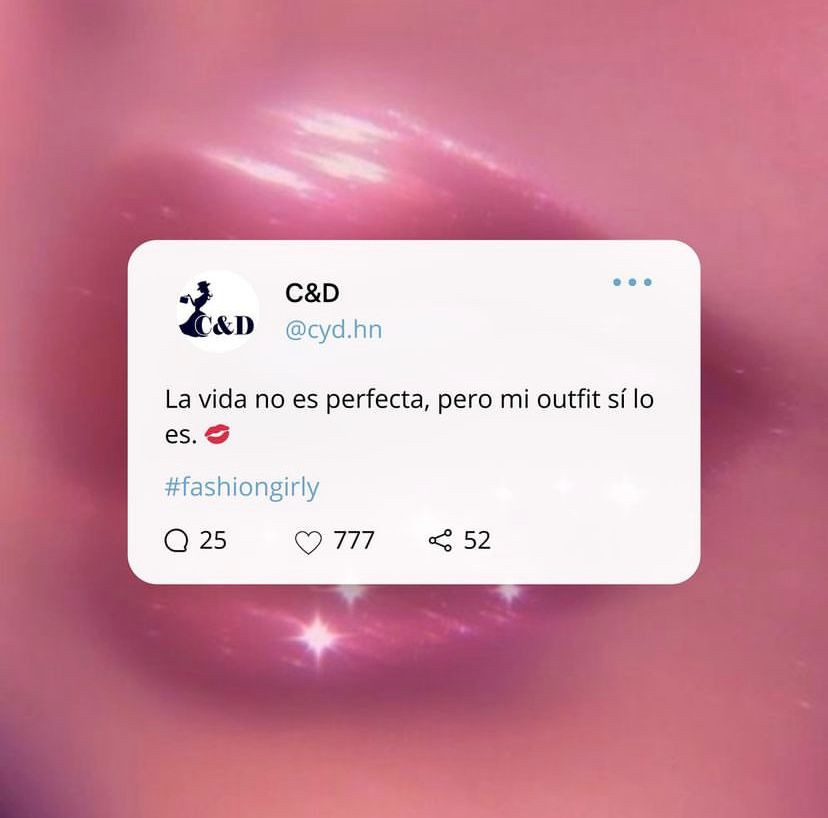 C&D
C&D
@cyd.hn
La vida no es perfecta, pero mi outfit sí lo
es. 💋
#fashiongirly
25 777 52